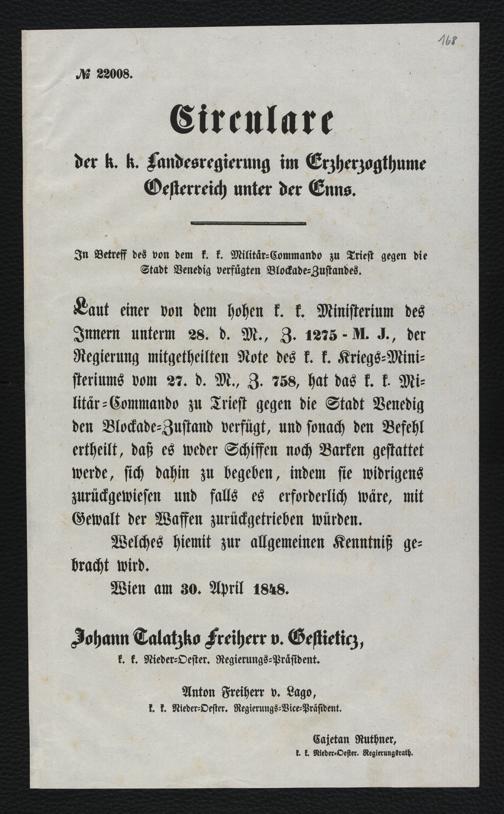 168
№ 22008.
Circulare
der k. k. Landesregierung im Erzherzogthume
Oesterreich unter der Enns.
In Betreff des von dem k. k. Militär-Commando zu Triest gegen die
Stadt Venedig verfügten Blockade-Zustandes.
Laut einer von dem hohen k. k. Ministerium des
Innern unterm 28. d. M., Z. 1275 - M. J., der
Regierung mitgetheilten Note des k. k. Kriegs-Mini-
steriums vom 27. d. M., Z. 758, hat das k. k. Mi-
litär-Commando zu Triest gegen die Stadt Venedig
den Blockade-Zustand verfügt, und sonach den Befehl
ertheilt, daß es weder Schiffen noch Barken gestattet
werde, sich dahin zu begeben, indem sie widrigens
zurückgewiesen und falls es erforderlich wäre, mit
Gewalt der Waffen zurückgetrieben würden.
Welches hiemit zur allgemeinen Kenntniß ge-
bracht wird.
Wien am 30. April 1848.
Johann Talatzko Freiherr v. Gestieticz,
k. k. Nieder-Oester. Regierungs-Präsident.
Anton Freiherr v. Lago,
k. k. Nieder-Oester. Regierungs-Vice-Präsident.
Cajetan Ruthner,
k. k. Nieder-Oester. Regierungsrath.